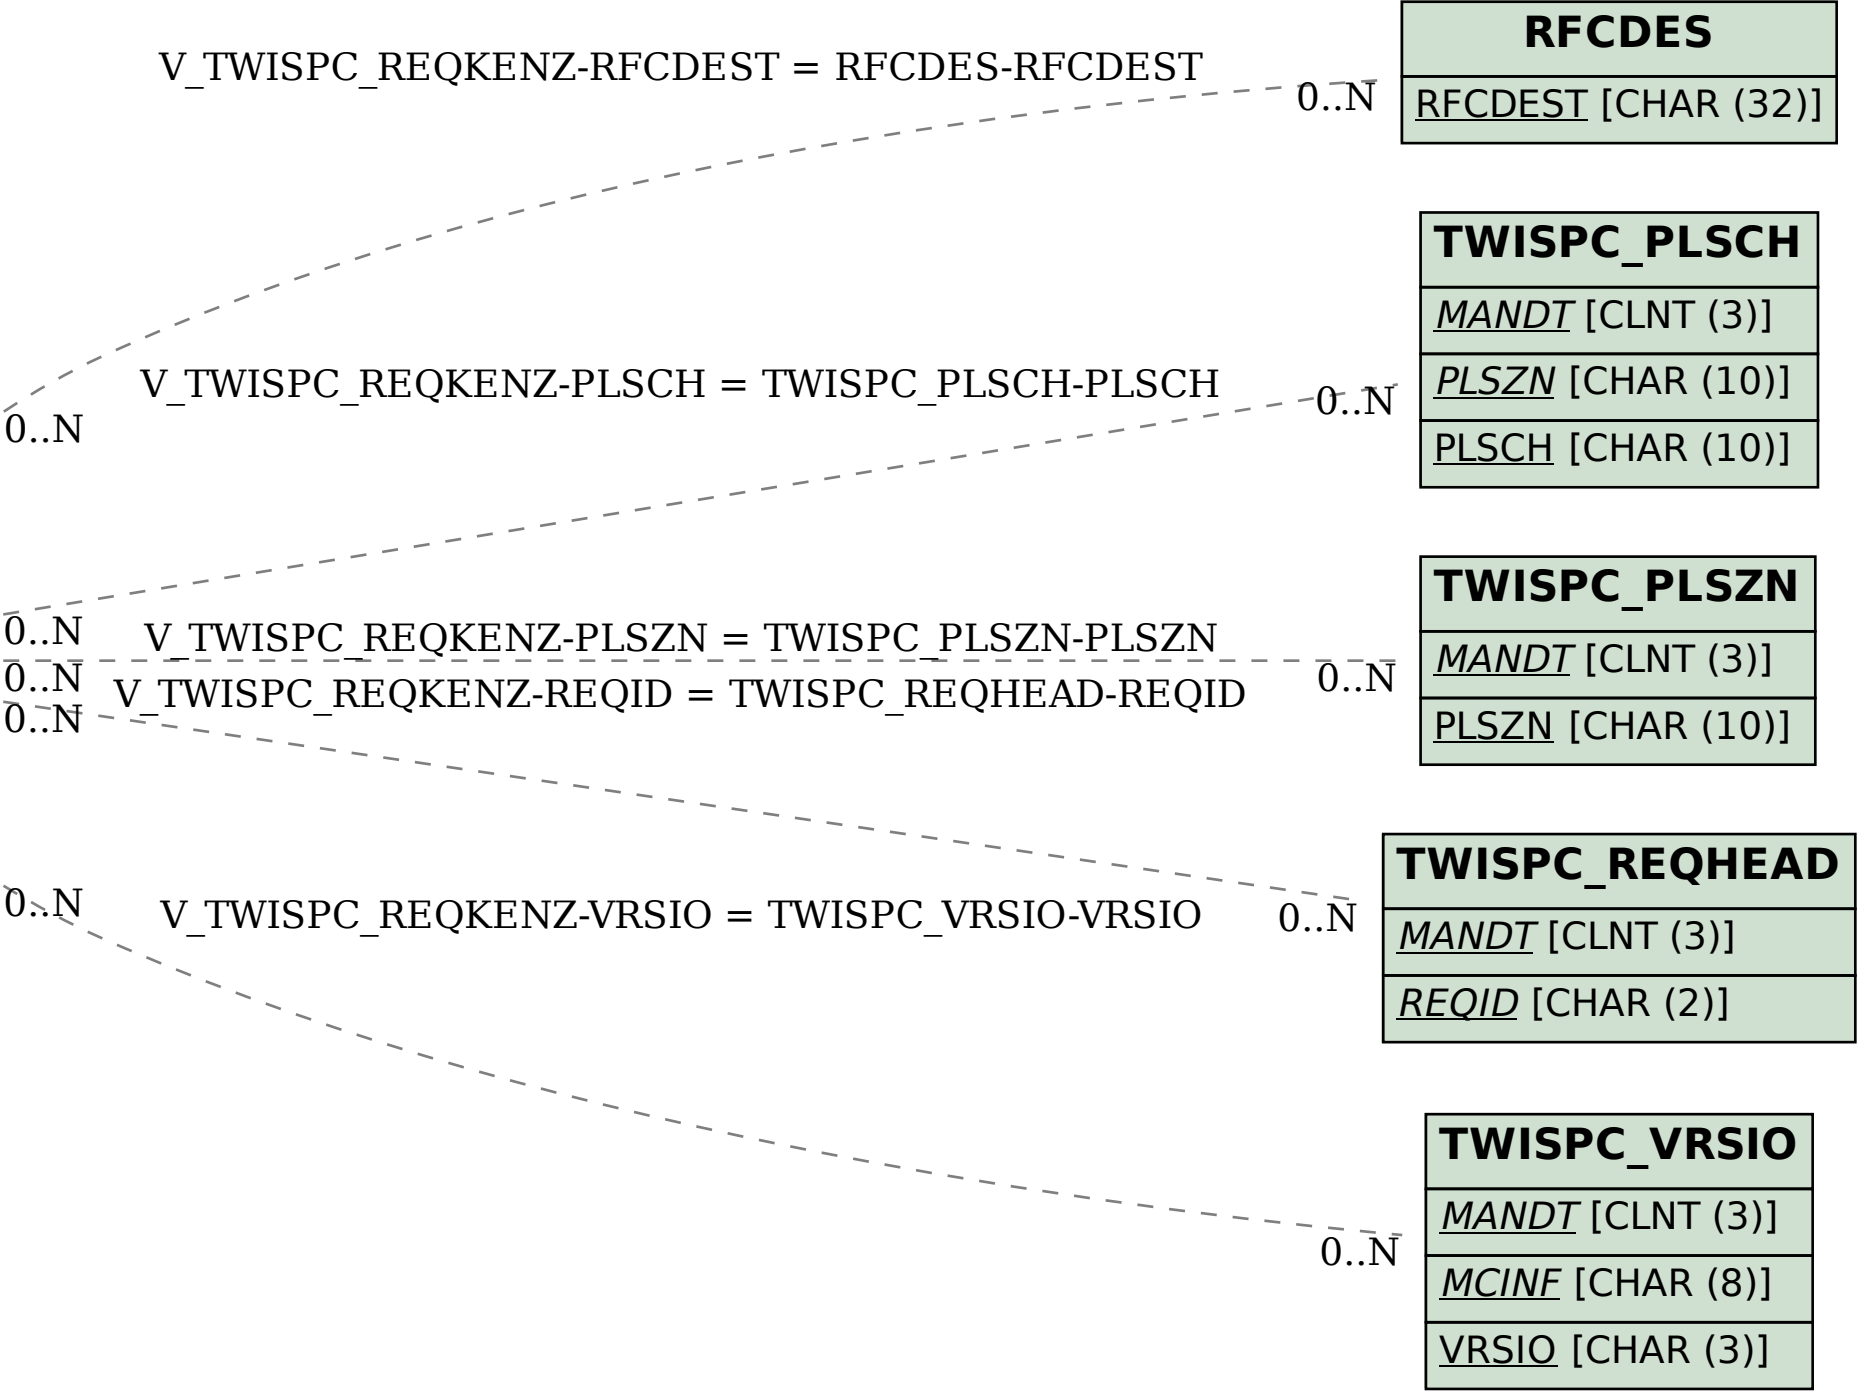 RFCDES
V_TWISPC_REQKENZ-RFCDEST = RFCDES-RFCDEST
0..N
RFCDEST [CHAR (32)]
TWISPC_PLSCH
MANDT [CLNT (3)]
V_TWISPC_REQKENZ-PLSCH = TWISPC_PLSCH-PLSCH
0..N
PLSZN [CHAR (10)]
0..N
PLSCH [CHAR (10)]
TWISPC_PLSZN
0..N
V_TWISPC_REQKENZ-PLSZN = TWISPC_PLSZN-PLSZN
MANDT [CLNT (3)]
0..N
0..N
V_TWISPC_REQKENZ-REQID = TWISPC_REQHEAD-REQID
0..N
PLSZN [CHAR (10)]
TWISPC_REQHEAD
0..N
V_TWISPC_REQKENZ-VRSIO = TWISPC_VRSIO-VRSIO
0..N
MANDT [CLNT (3)]
REQID [CHAR (2)]
TWISPC_VRSIO
MANDT [CLNT (3)]
0..N
MCINF [CHAR (8)]
VRSIO [CHAR (3)]